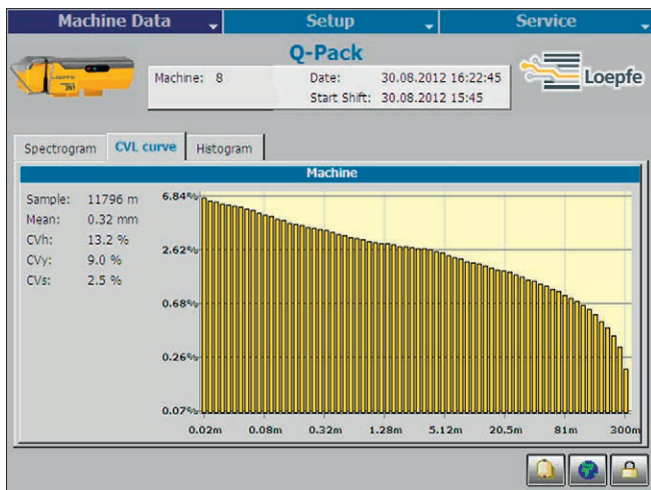 Machine Data Setup Service
Q-Pack
Loepfe
Machine: 8 Date: 30.08.2012 16:22:45
Start Shift: 30.08.2012 15:45
Loepfe
Spectrogram CVL curve Histogram
Machine
Sample: 11796 m
Mean: 0.32 mm
CVh: 13.2 %
CVy: 9.0 %
CVs: 2.5 %
6.84%
2.62%
0.68%
0.26%
0.07%
0.02m 0.08m 0.32m 1.28m 5.12m 20.5m 81m 300m